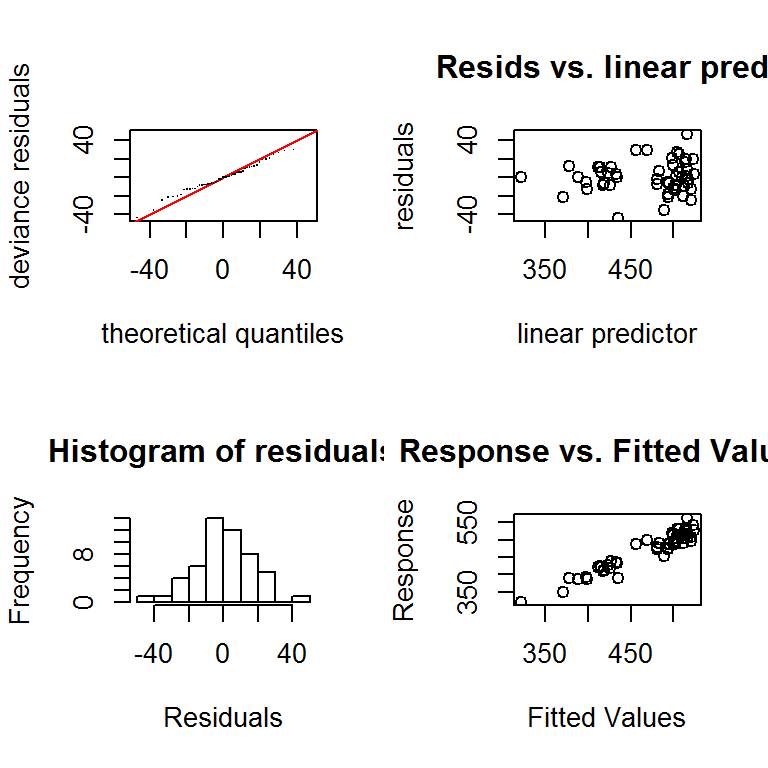 deviance residuals
40
-40
-40 0 40
theoretical quantiles
Resids vs. linear pred
residuals
40
-40
350 450
linear predictor
Histogram of residuals
Frequency
8
0
-40 0 40
Residuals
Response vs. Fitted Valu
Response
550
350
350 450
Fitted Values